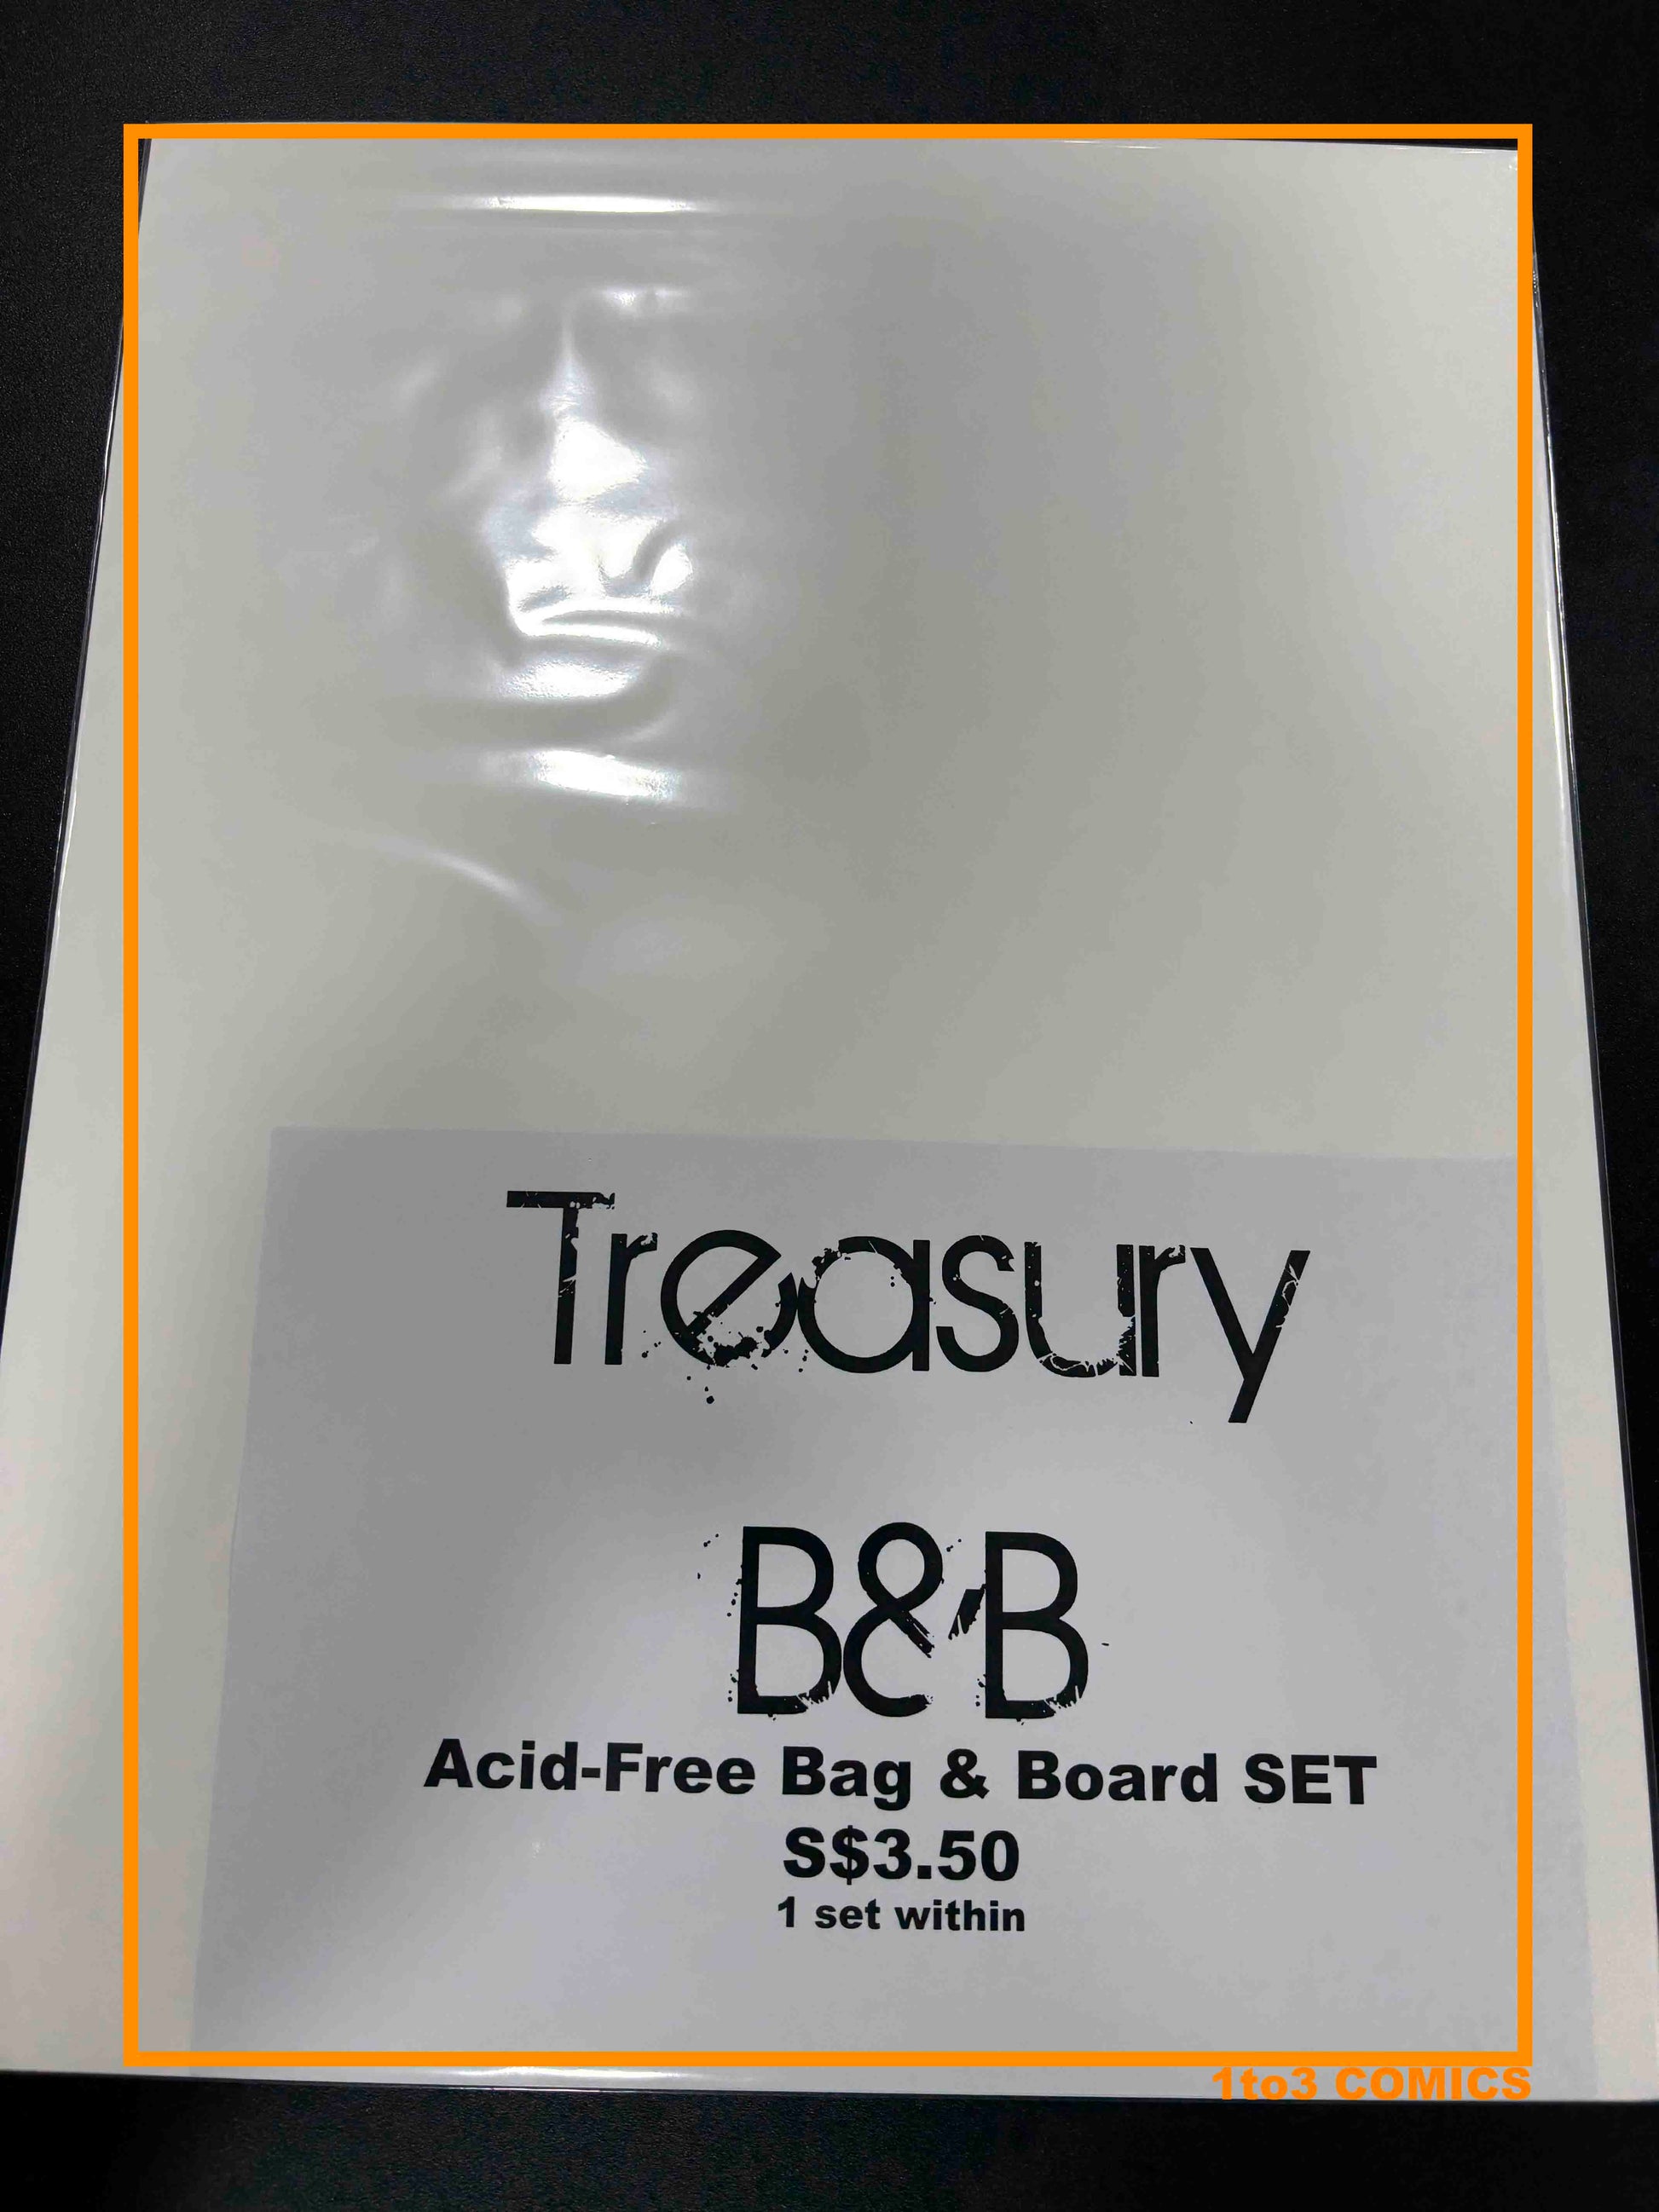 Treasury
B&B
Acid-Free Bag & Board SET
S$3.50
1 set within
1to3 COMICS